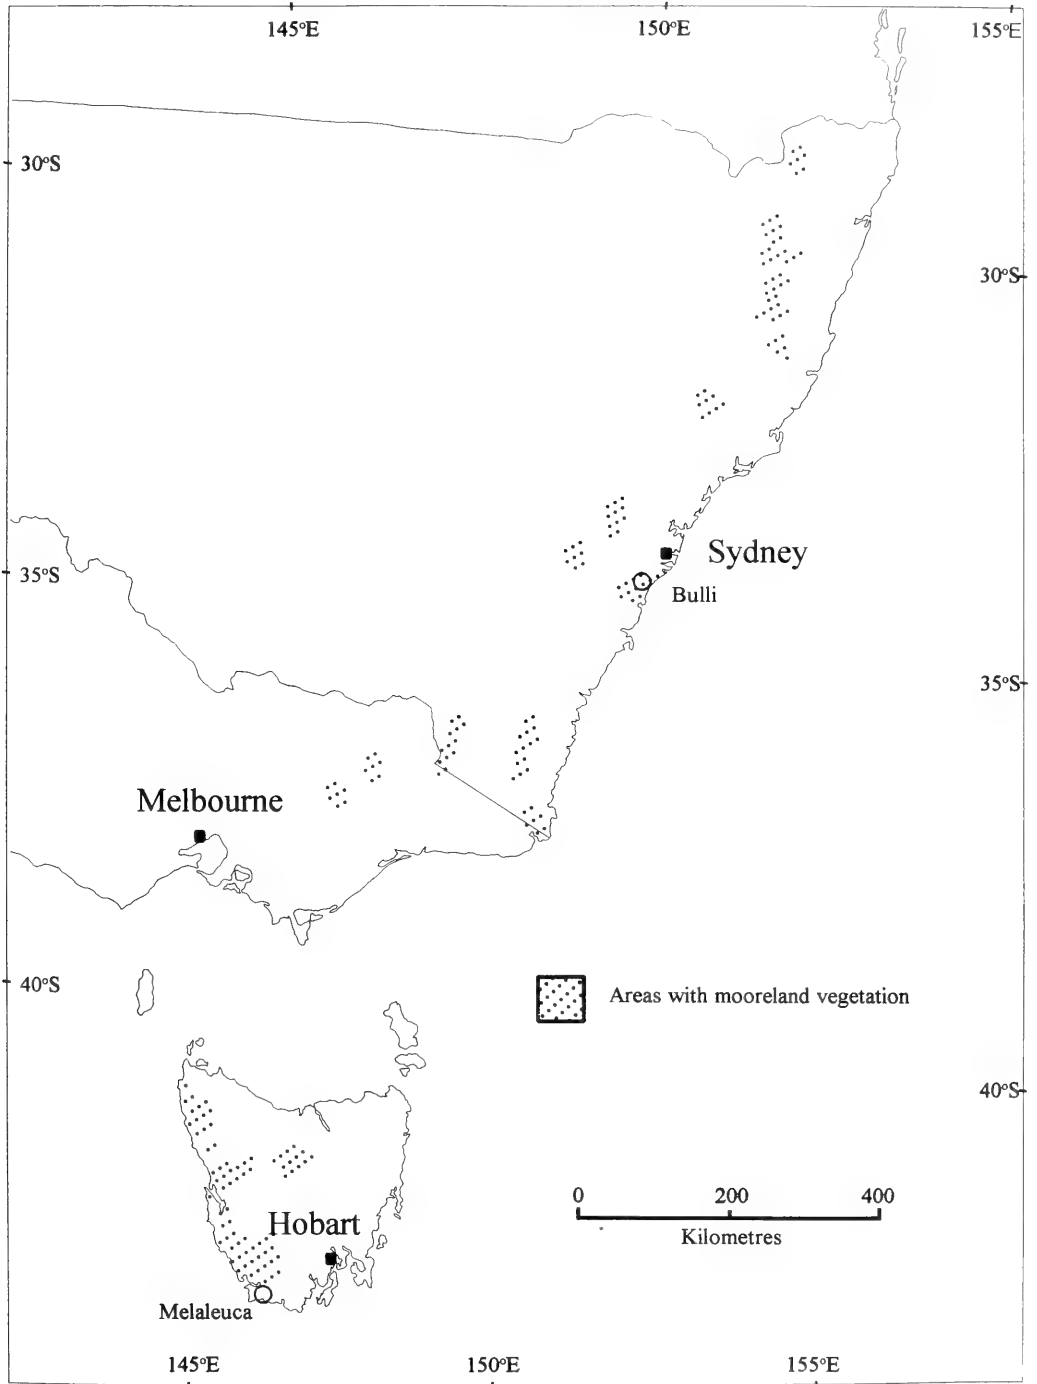 145°E
150°E
155°E
30°S
30°S
Sydney
35°S
Bulli
35°S
Melbourne
40°S
Areas with mooreland vegetation
40°S
0 200 400
Kilometres
Hobart
Melaleuca
145°E
150°E
155°E